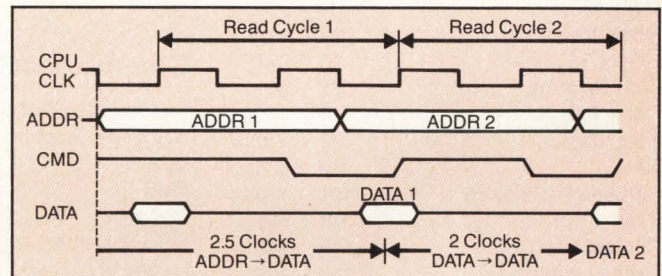 Read Cycle 1 Read Cycle 2
CPU
CLK
ADDR ADDR 1 ADDR 2
CMD
DATA 1
DATA
2.5 Clocks 2 Clocks
ADDR→DATA DATA→DATA DATA 2